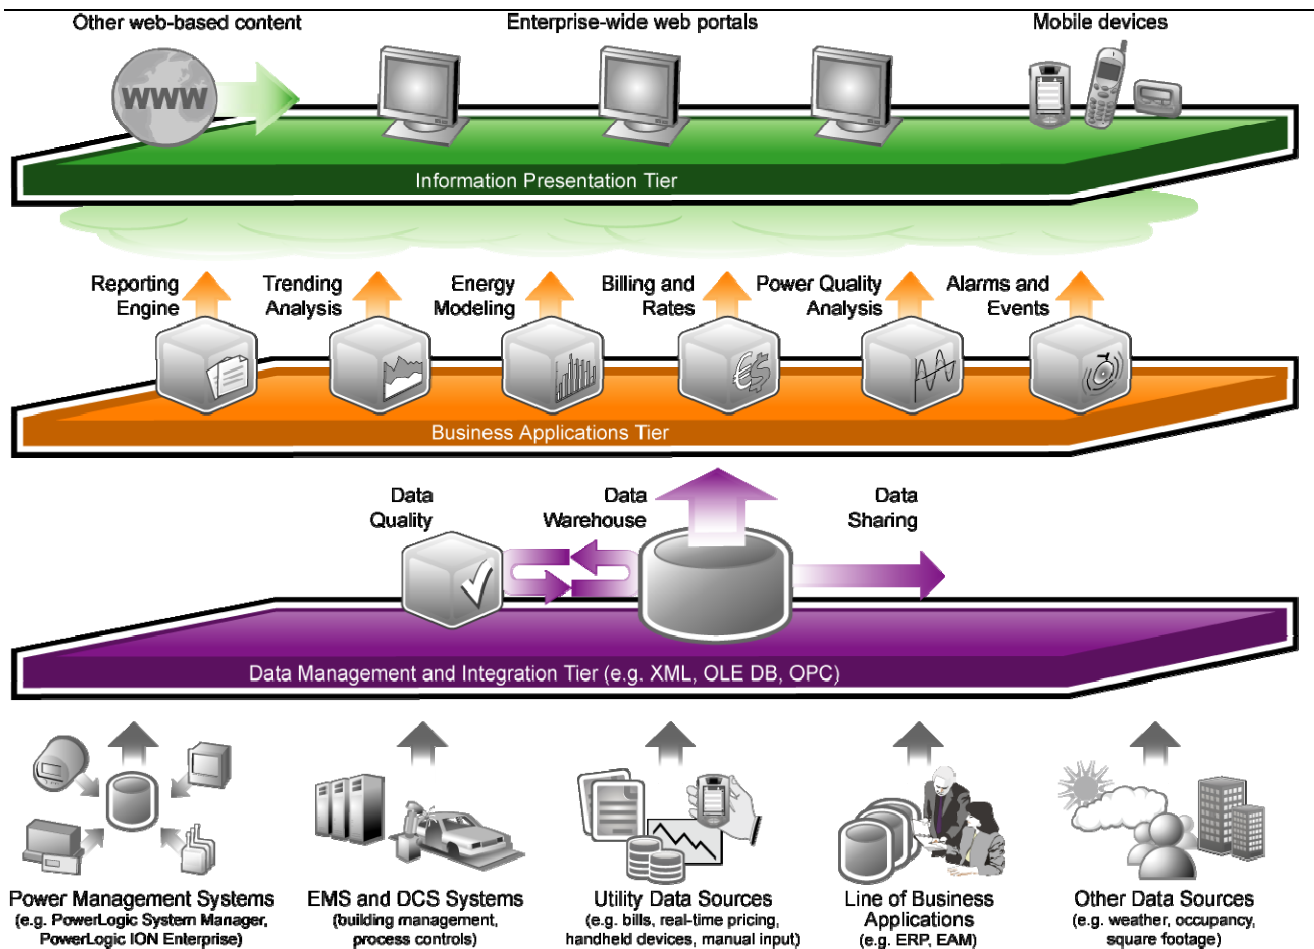 Other web-based content
Enterprise-wide web portals
Mobile devices
WWW
Information Presentation Tier
Reporting
Engine
Trending
Analysis
Energy
Modeling
Billing and
Rates
Power Quality
Analysis
Alarms and
Events
€$
Business Applications Tier
Data
Quality
Data
Warehouse
Data
Sharing
Data Management and Integration Tier (e.g. XML, OLE DB, OPC)
Power Management Systems
(e.g. PowerLogic System Manager,
PowerLogic ION Enterprise)
EMS and DCS Systems
(building management,
process controls)
Utility Data Sources
(e.g. bills, real-time pricing,
handheld devices, manual input)
Line of Business
Applications
(e.g. ERP, EAM)
Other Data Sources
(e.g. weather, occupancy,
square footage)